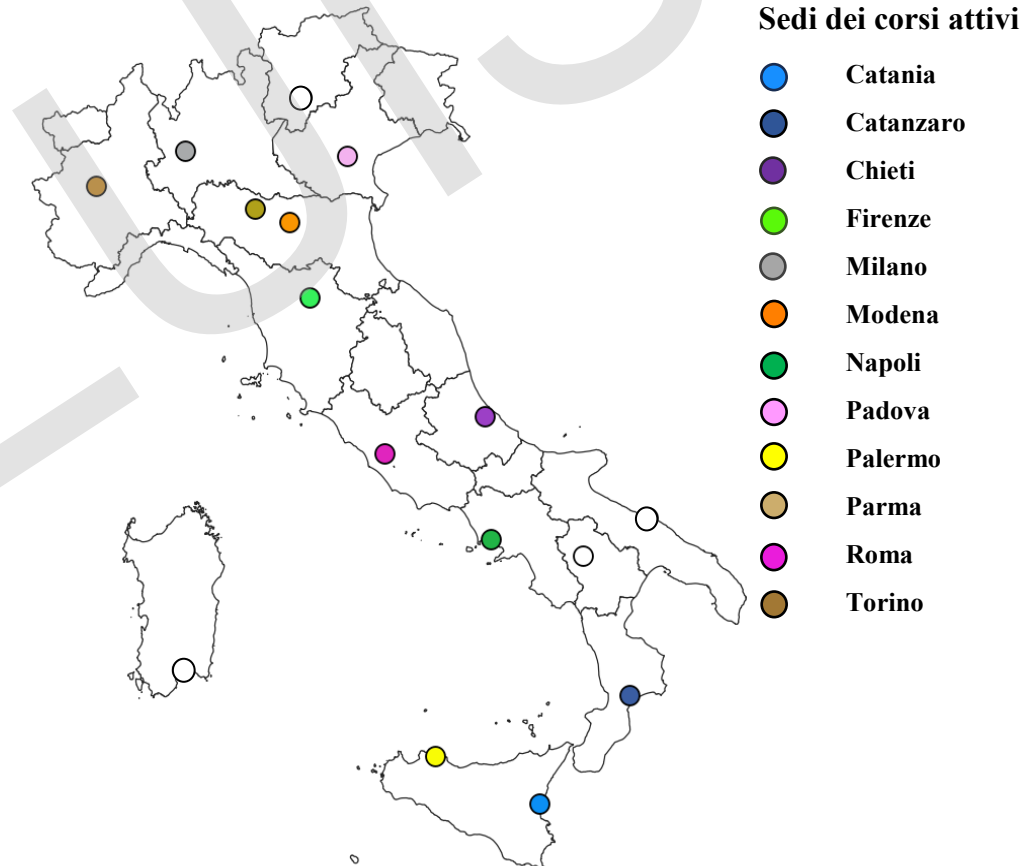 Sedi dei corsi attivi
Catania
Catanzaro
Chieti
Firenze
Milano
Modena
Napoli
Padova
Palermo
Parma
Roma
Torino